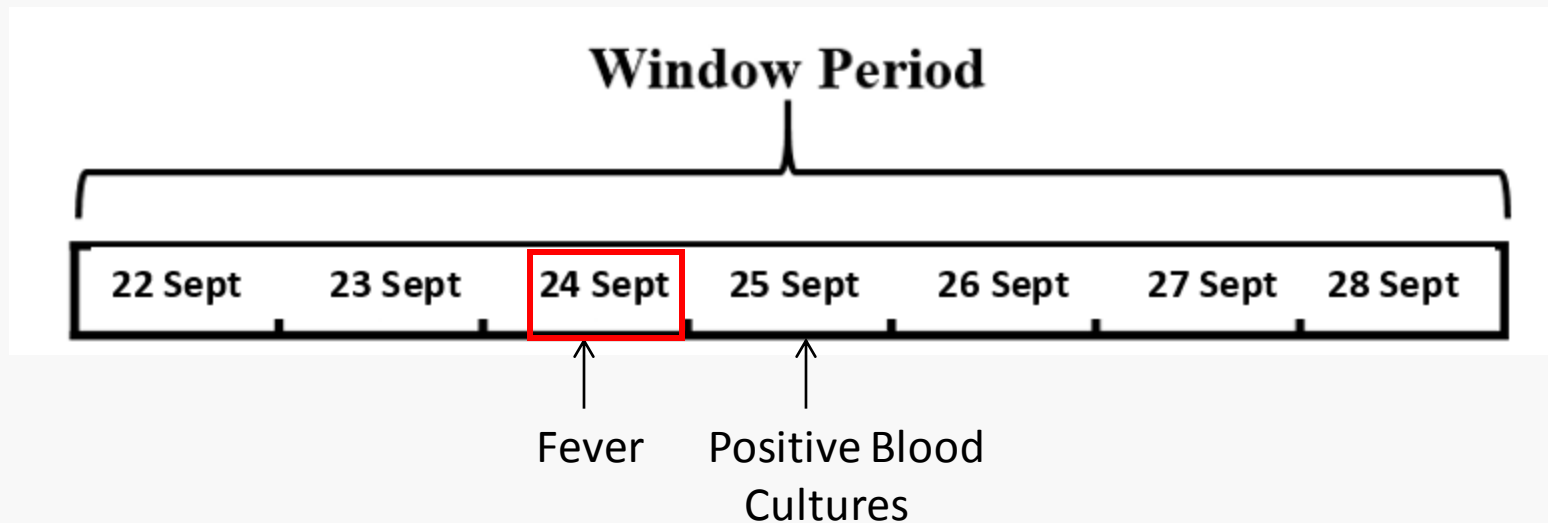 Window Period
22 Sept 23 Sept 24 Sept 25 Sept 26 Sept 27 Sept 28 Sept
Fever Positive Blood
Cultures